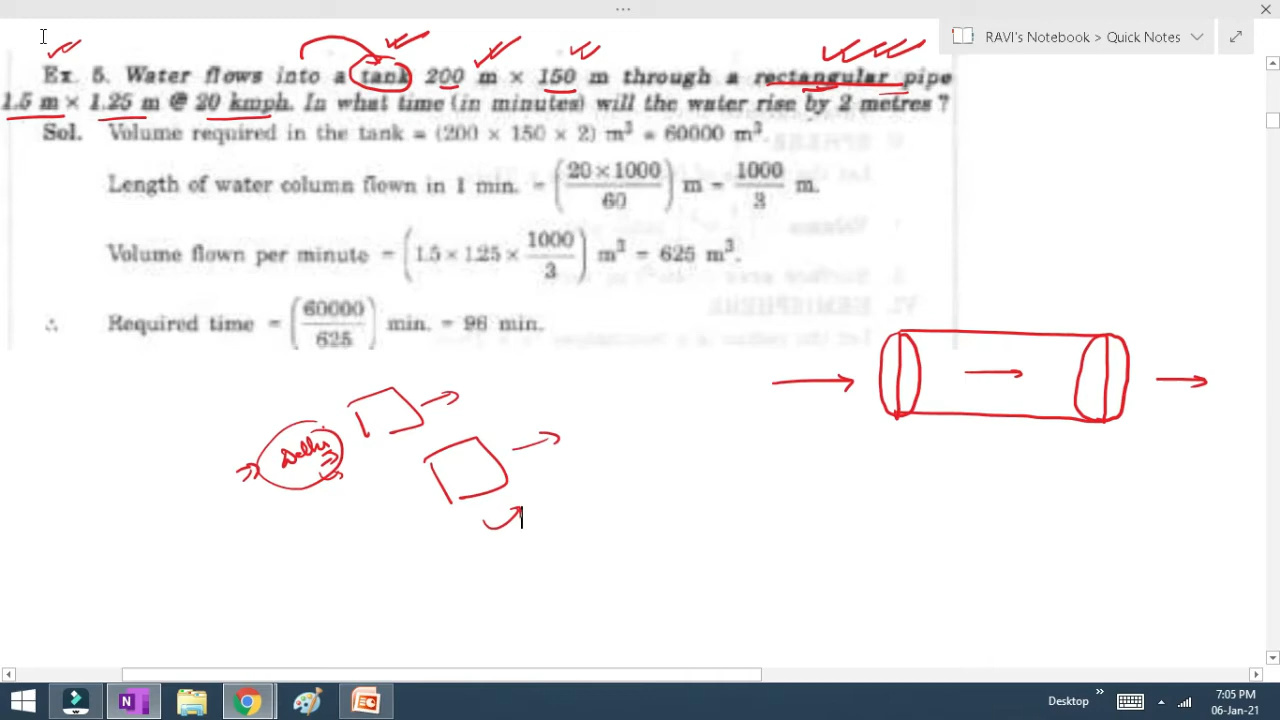 RAVI's Notebook > Quick Notes
Ex. 5. Water flows into a tank 200 m × 150 m through a rectangular pipe
1.5 m × 1.25 m @ 20 kmph. In what time (in minutes) will the water rise by 2 metres ?
Sol. Volume required in the tank = (200 × 150 × 2) m³ = 60000 m³.
Length of water column flown in 1 min. = (20×1000/60) m = 1000/3 m.
Volume flown per minute = (1.5 × 1.25 × 1000/3) m³ = 625 m³.
∴ Required time = (60000/625) min. = 96 min.
Delhi
Desktop
7:05 PM
06-Jan-21